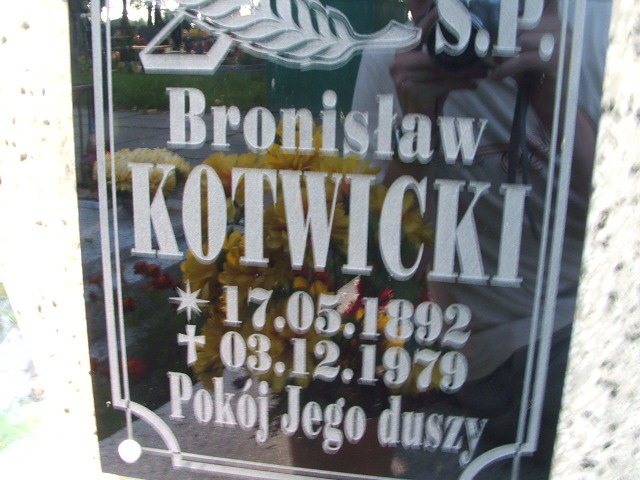 Ś.P.
Bronisław
KOTWICKI
* 17.05.1892
✝ 03.12.1979
Pokój Jego duszy